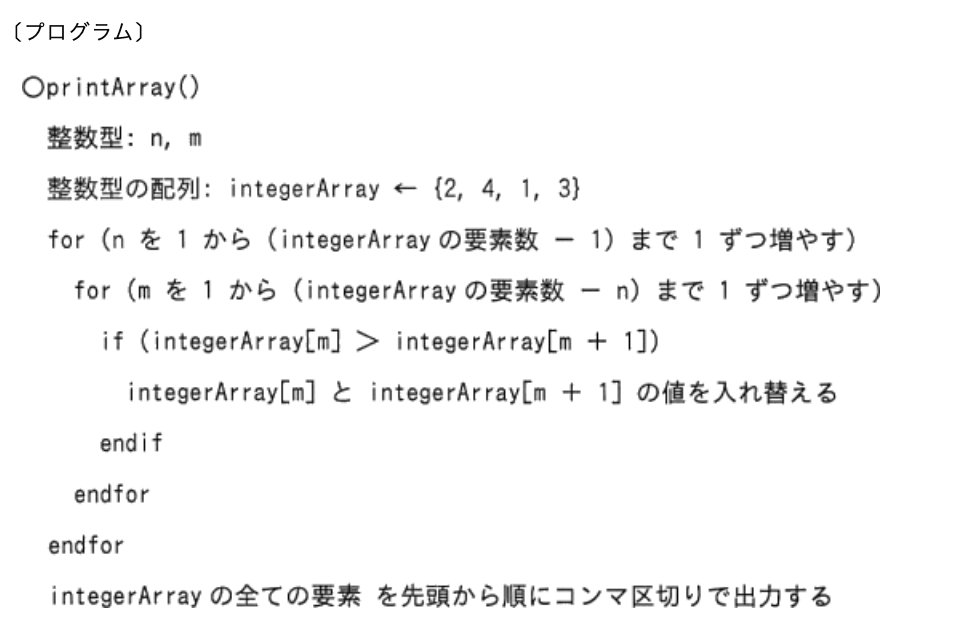 〔プログラム〕
○printArray()
整数型: n, m
整数型の配列: integerArray ← {2, 4, 1, 3}
for (n を 1 から (integerArray の要素数 － 1) まで 1 ずつ増やす)
for (m を 1 から (integerArray の要素数 － n) まで 1 ずつ増やす)
if (integerArray[m] ＞ integerArray[m ＋ 1])
integerArray[m] と integerArray[m ＋ 1] の値を入れ替える
endif
endfor
endfor
integerArray の全ての要素 を先頭から順にコンマ区切りで出力する